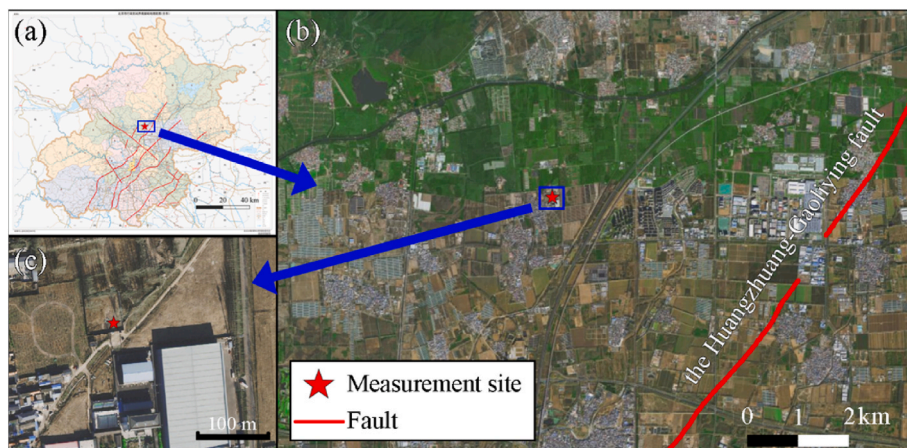 (a)
0 20 40 km
(b)
the Huangzhuang-Gaoliying fault
(c)
100 m
Measurement site
Fault
0 1 2 km